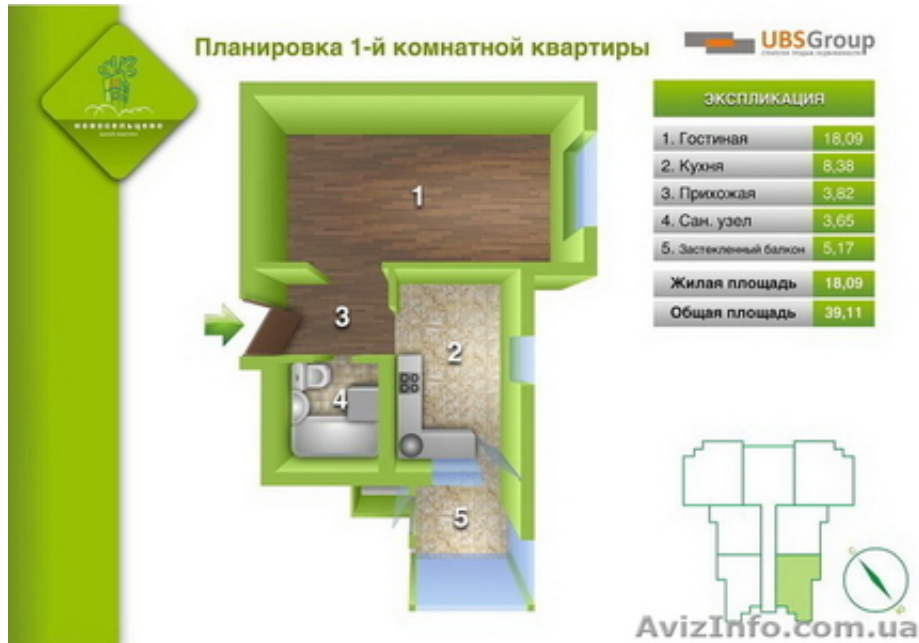 Планировка 1-й комнатной квартиры
UBSGroup
НОВОСЕЛЬЦЕВО
ЭКСПЛИКАЦИЯ
1. Гостиная 18,09
2. Кухня 8,38
3. Прихожая 3,82
4. Сан. узел 3,65
5. Застекленный балкон 5,17
Жилая площадь 18,09
Общая площадь 39,11
1
3
2
4
5
AvizInfo.com.ua